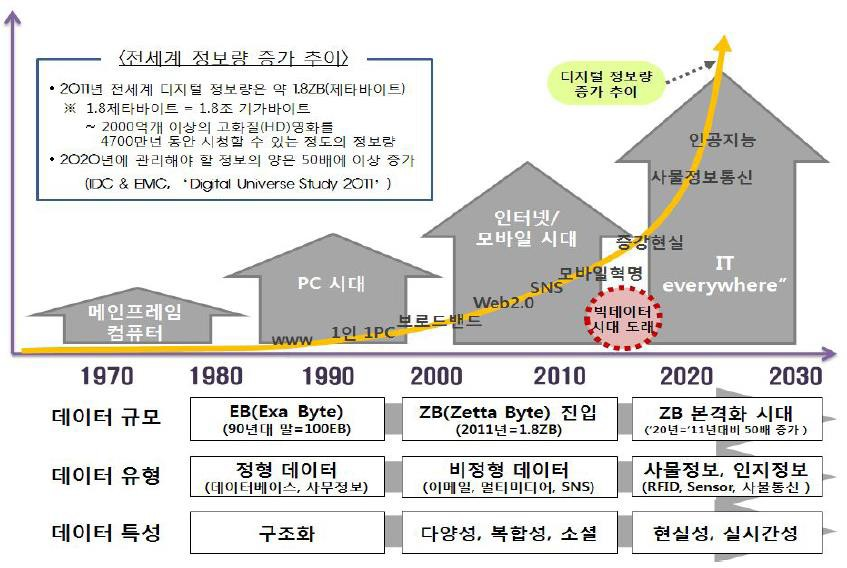 <전세계 정보량 증가 추이>
• 2011년 전세계 디지털 정보량은 약 1.8ZB(제타바이트)
※ 1.8제타바이트 = 1.8조 기가바이트
~ 2000억개 이상의 고화질(HD)영화를
4700만년 동안 시청할 수 있는 정도의 정보량
• 2020년에 관리해야 할 정보의 양은 50배에 이상 증가
(IDC & EMC, ‘Digital Universe Study 2011’)
디지털 정보량
증가 추이
인공지능
사물정보통신
증강현실
모바일혁명
SNS
Web2.0
브로드밴드
1인 1PC
www
메인프레임
컴퓨터
PC 시대
인터넷/
모바일 시대
IT
everywhere”
빅데이터
시대 도래
1970 1980 1990 2000 2010 2020 2030
데이터 규모
EB(Exa Byte)
(90년대 말=100EB)
ZB(Zetta Byte) 진입
(2011년=1.8ZB)
ZB 본격화 시대
(’20년=’11년대비 50배 증가)
데이터 유형
정형 데이터
(데이터베이스, 사무정보)
비정형 데이터
(이메일, 멀티미디어, SNS)
사물정보, 인지정보
(RFID, Sensor, 사물통신)
데이터 특성
구조화
다양성, 복합성, 소셜
현실성, 실시간성